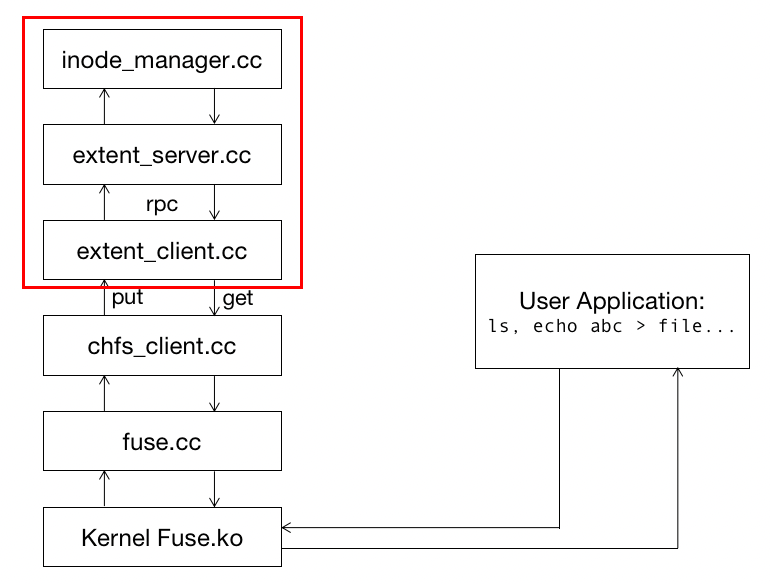 inode_manager.cc
extent_server.cc
rpc
extent_client.cc
put
get
chfs_client.cc
fuse.cc
Kernel Fuse.ko
User Application:
ls, echo abc > file...